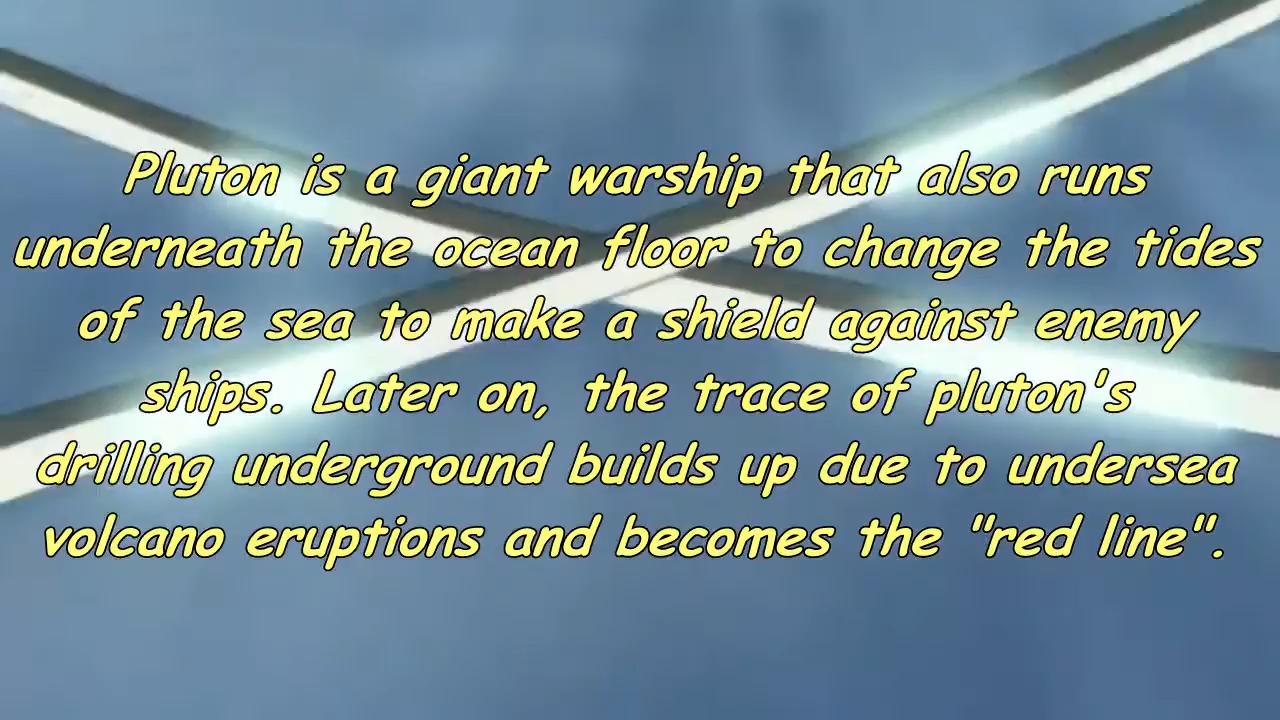 Pluton is a giant warship that also runs
underneath the ocean floor to change the tides
of the sea to make a shield against enemy
ships. Later on, the trace of pluton's
drilling underground builds up due to undersea
volcano eruptions and becomes the "red line".